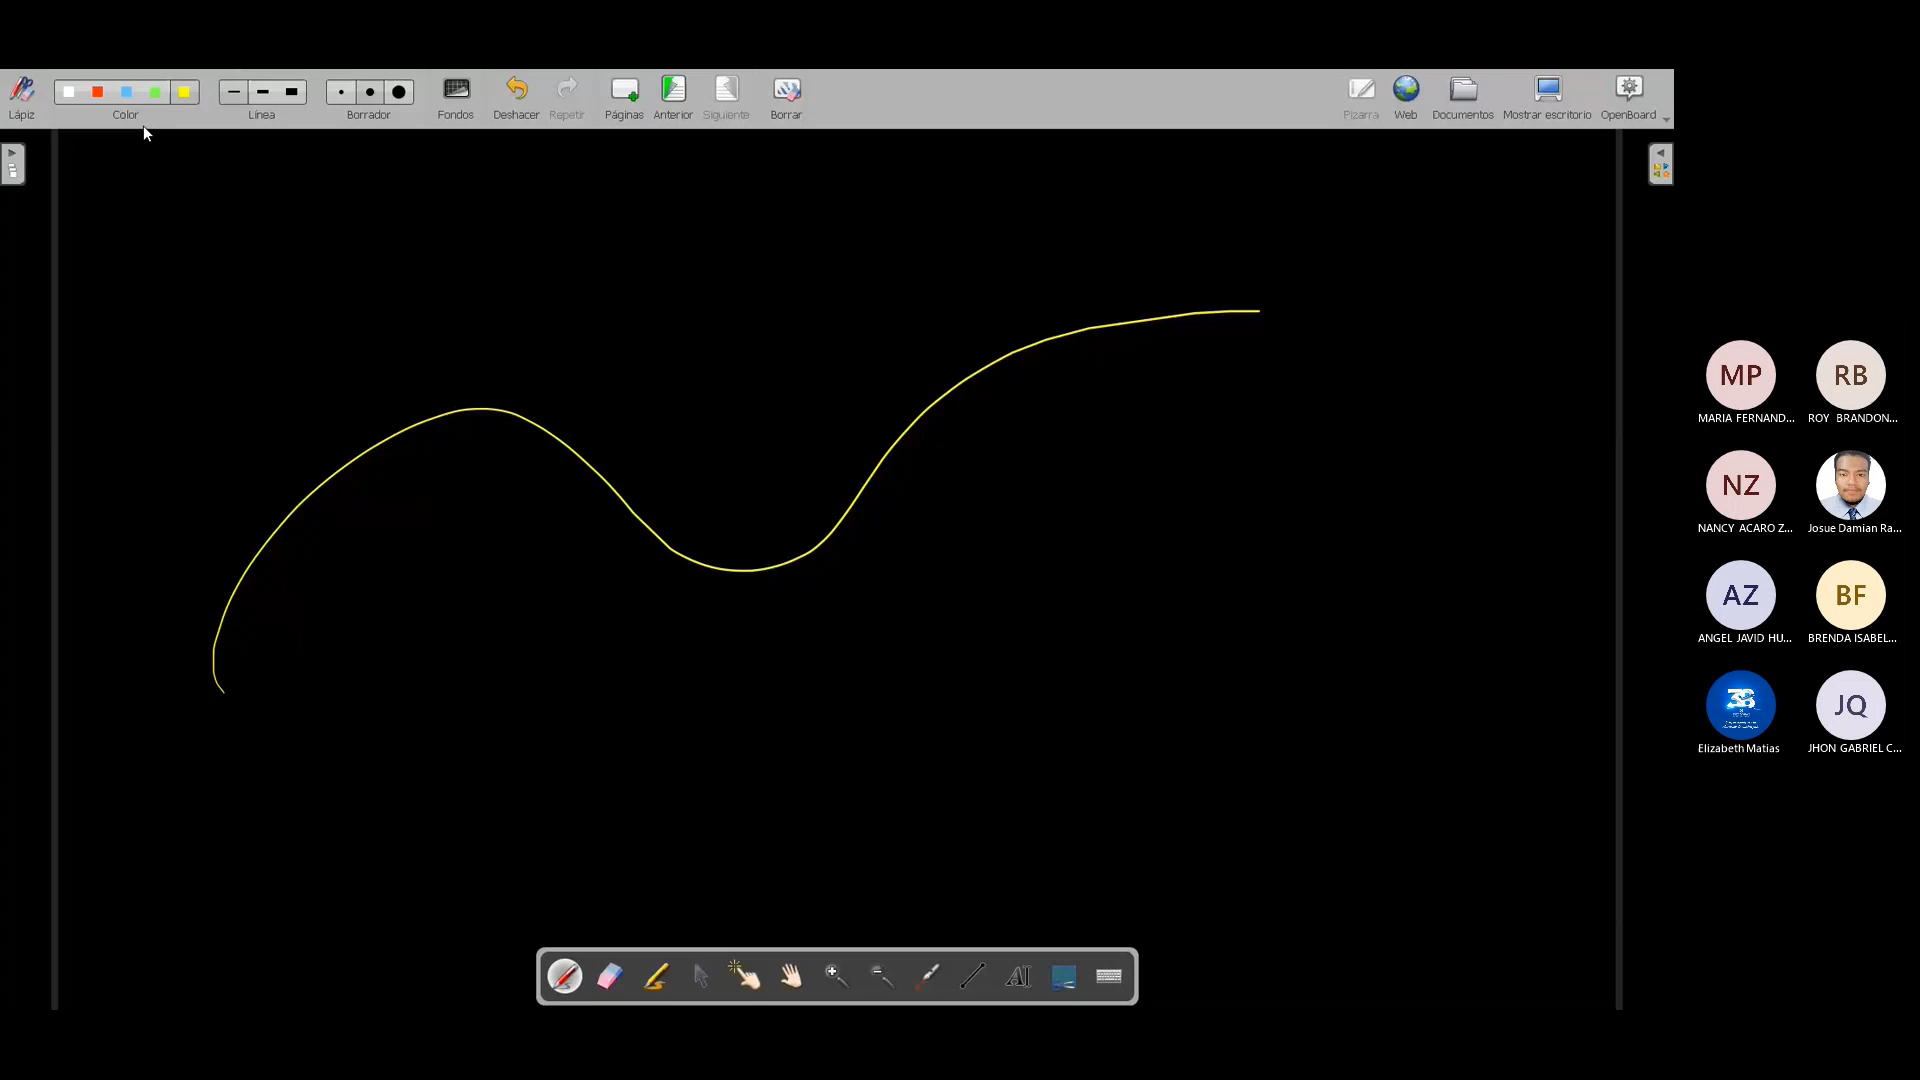 Lápiz
Color
Línea
Borrador
Fondos
Deshacer
Repetir
Páginas
Anterior
Siguiente
Borrar
Pizarra
Web
Documentos
Mostrar escritorio
OpenBoard
AI
MP
RB
MARIA FERNAND...
ROY BRANDON...
NZ
NANCY ACARO Z...
Josue Damian Ra...
AZ
BF
ANGEL JAVID HU...
BRENDA ISABEL...
JQ
Elizabeth Matias
JHON GABRIEL C...